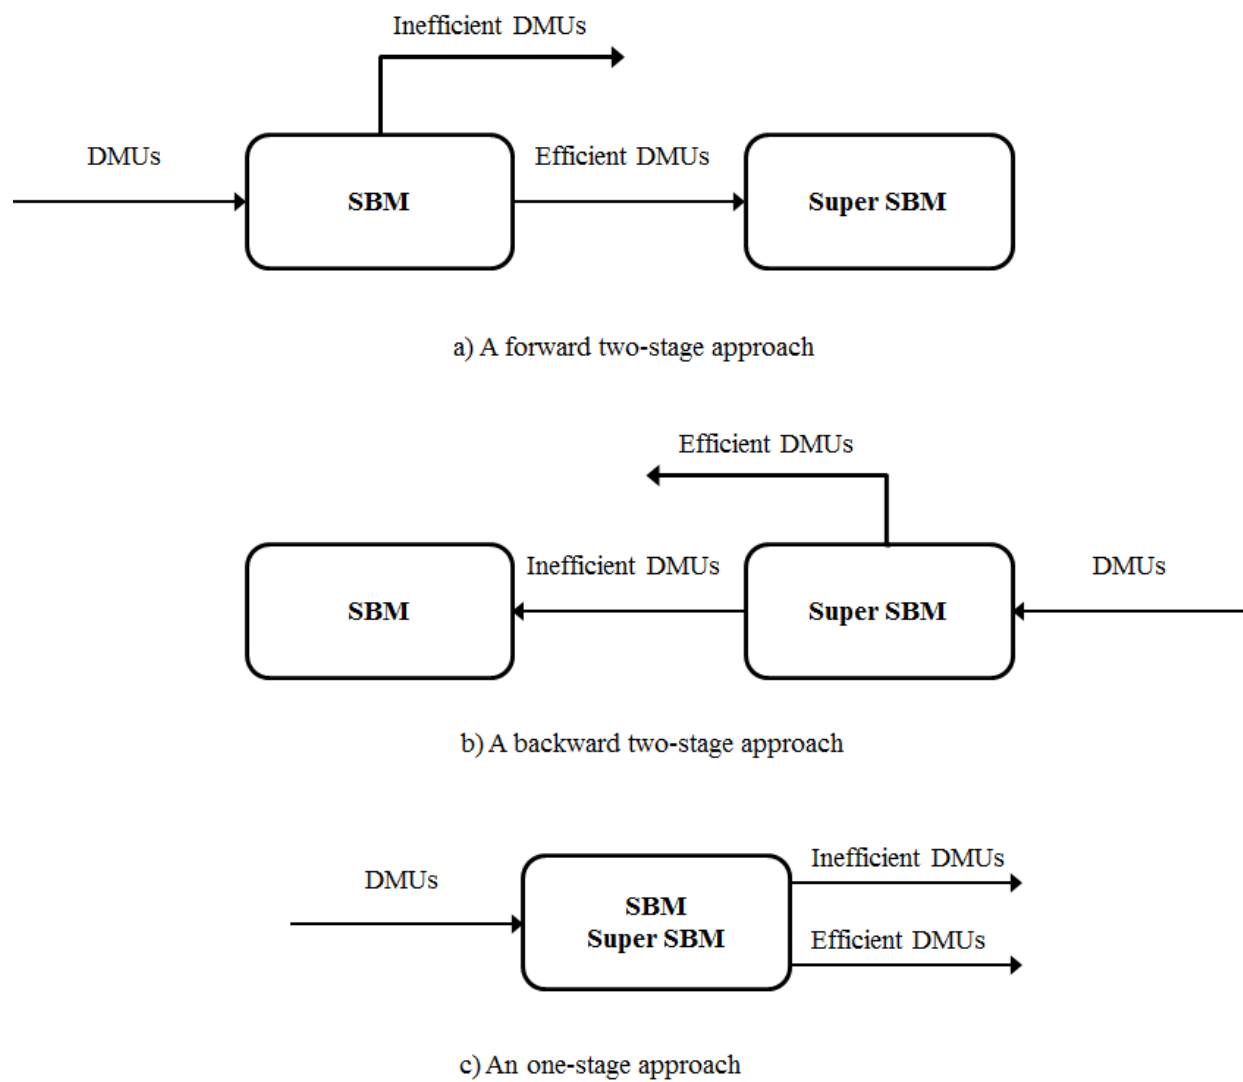 Inefficient DMUs
DMUs
Efficient DMUs
SBM
Super SBM
a) A forward two-stage approach
Efficient DMUs
Inefficient DMUs
DMUs
SBM
Super SBM
b) A backward two-stage approach
Inefficient DMUs
DMUs
SBM
Super SBM
Efficient DMUs
c) An one-stage approach